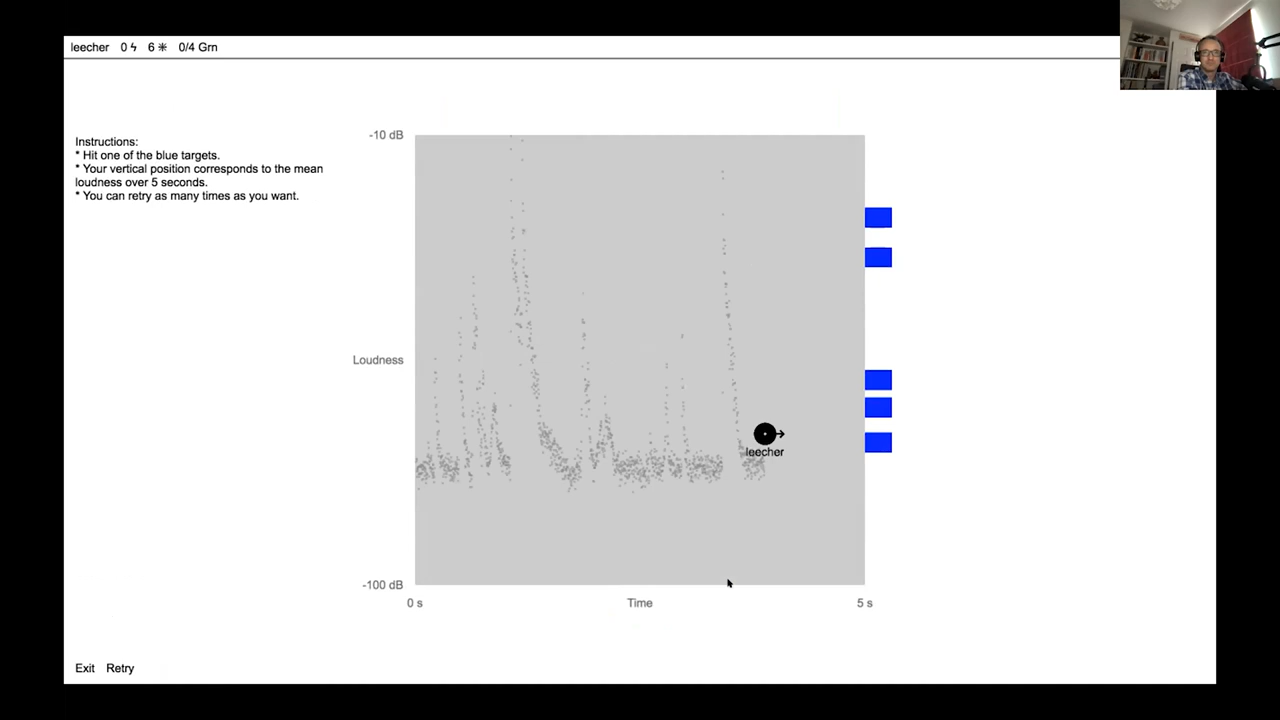 leecher 0 ϟ 6 ⁜ 0/4 Grn
Instructions:
* Hit one of the blue targets.
* Your vertical position corresponds to the mean
loudness over 5 seconds.
* You can retry as many times as you want.
-10 dB
Loudness
leecher
-100 dB
0 s Time 5 s
Exit Retry